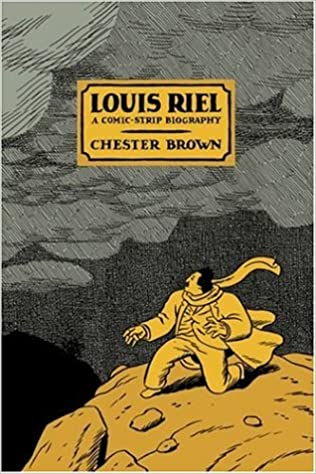 LOUIS RIEL
A COMIC-STRIP BIOGRAPHY
CHESTER BROWN